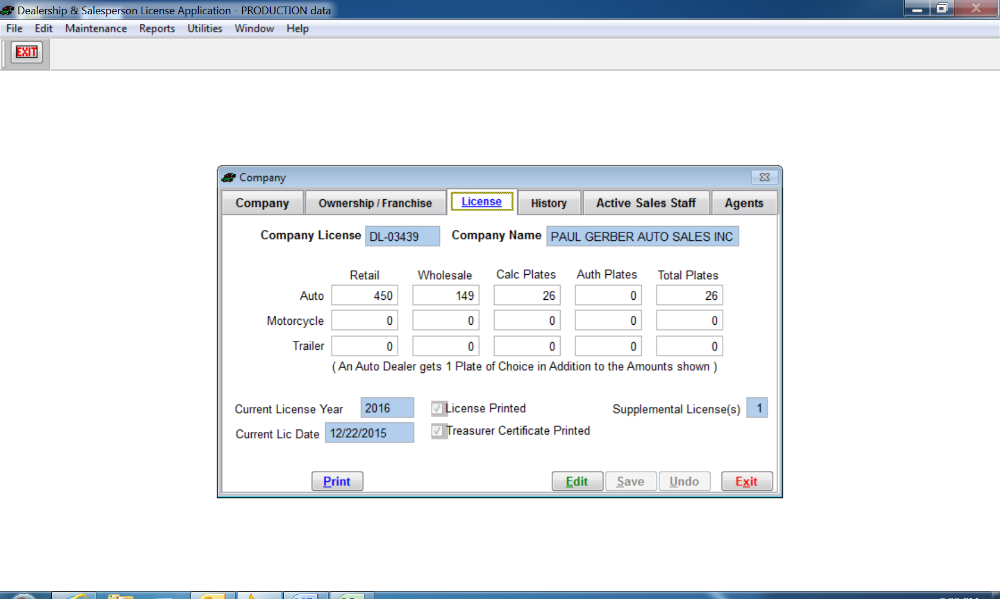 Dealership & Salesperson License Application - PRODUCTION data
File Edit Maintenance Reports Utilities Window Help
EXIT
Company
Company Ownership / Franchise License History Active Sales Staff Agents
Company License DL-03439 Company Name PAUL GERBER AUTO SALES INC
Retail Wholesale Calc Plates Auth Plates Total Plates
Auto 450 149 26 0 26
Motorcycle 0 0 0 0 0
Trailer 0 0 0 0 0
( An Auto Dealer gets 1 Plate of Choice in Addition to the Amounts shown )
Current License Year 2016 License Printed Supplemental License(s) 1
Current Lic Date 12/22/2015 Treasurer Certificate Printed
Print Edit Save Undo Exit